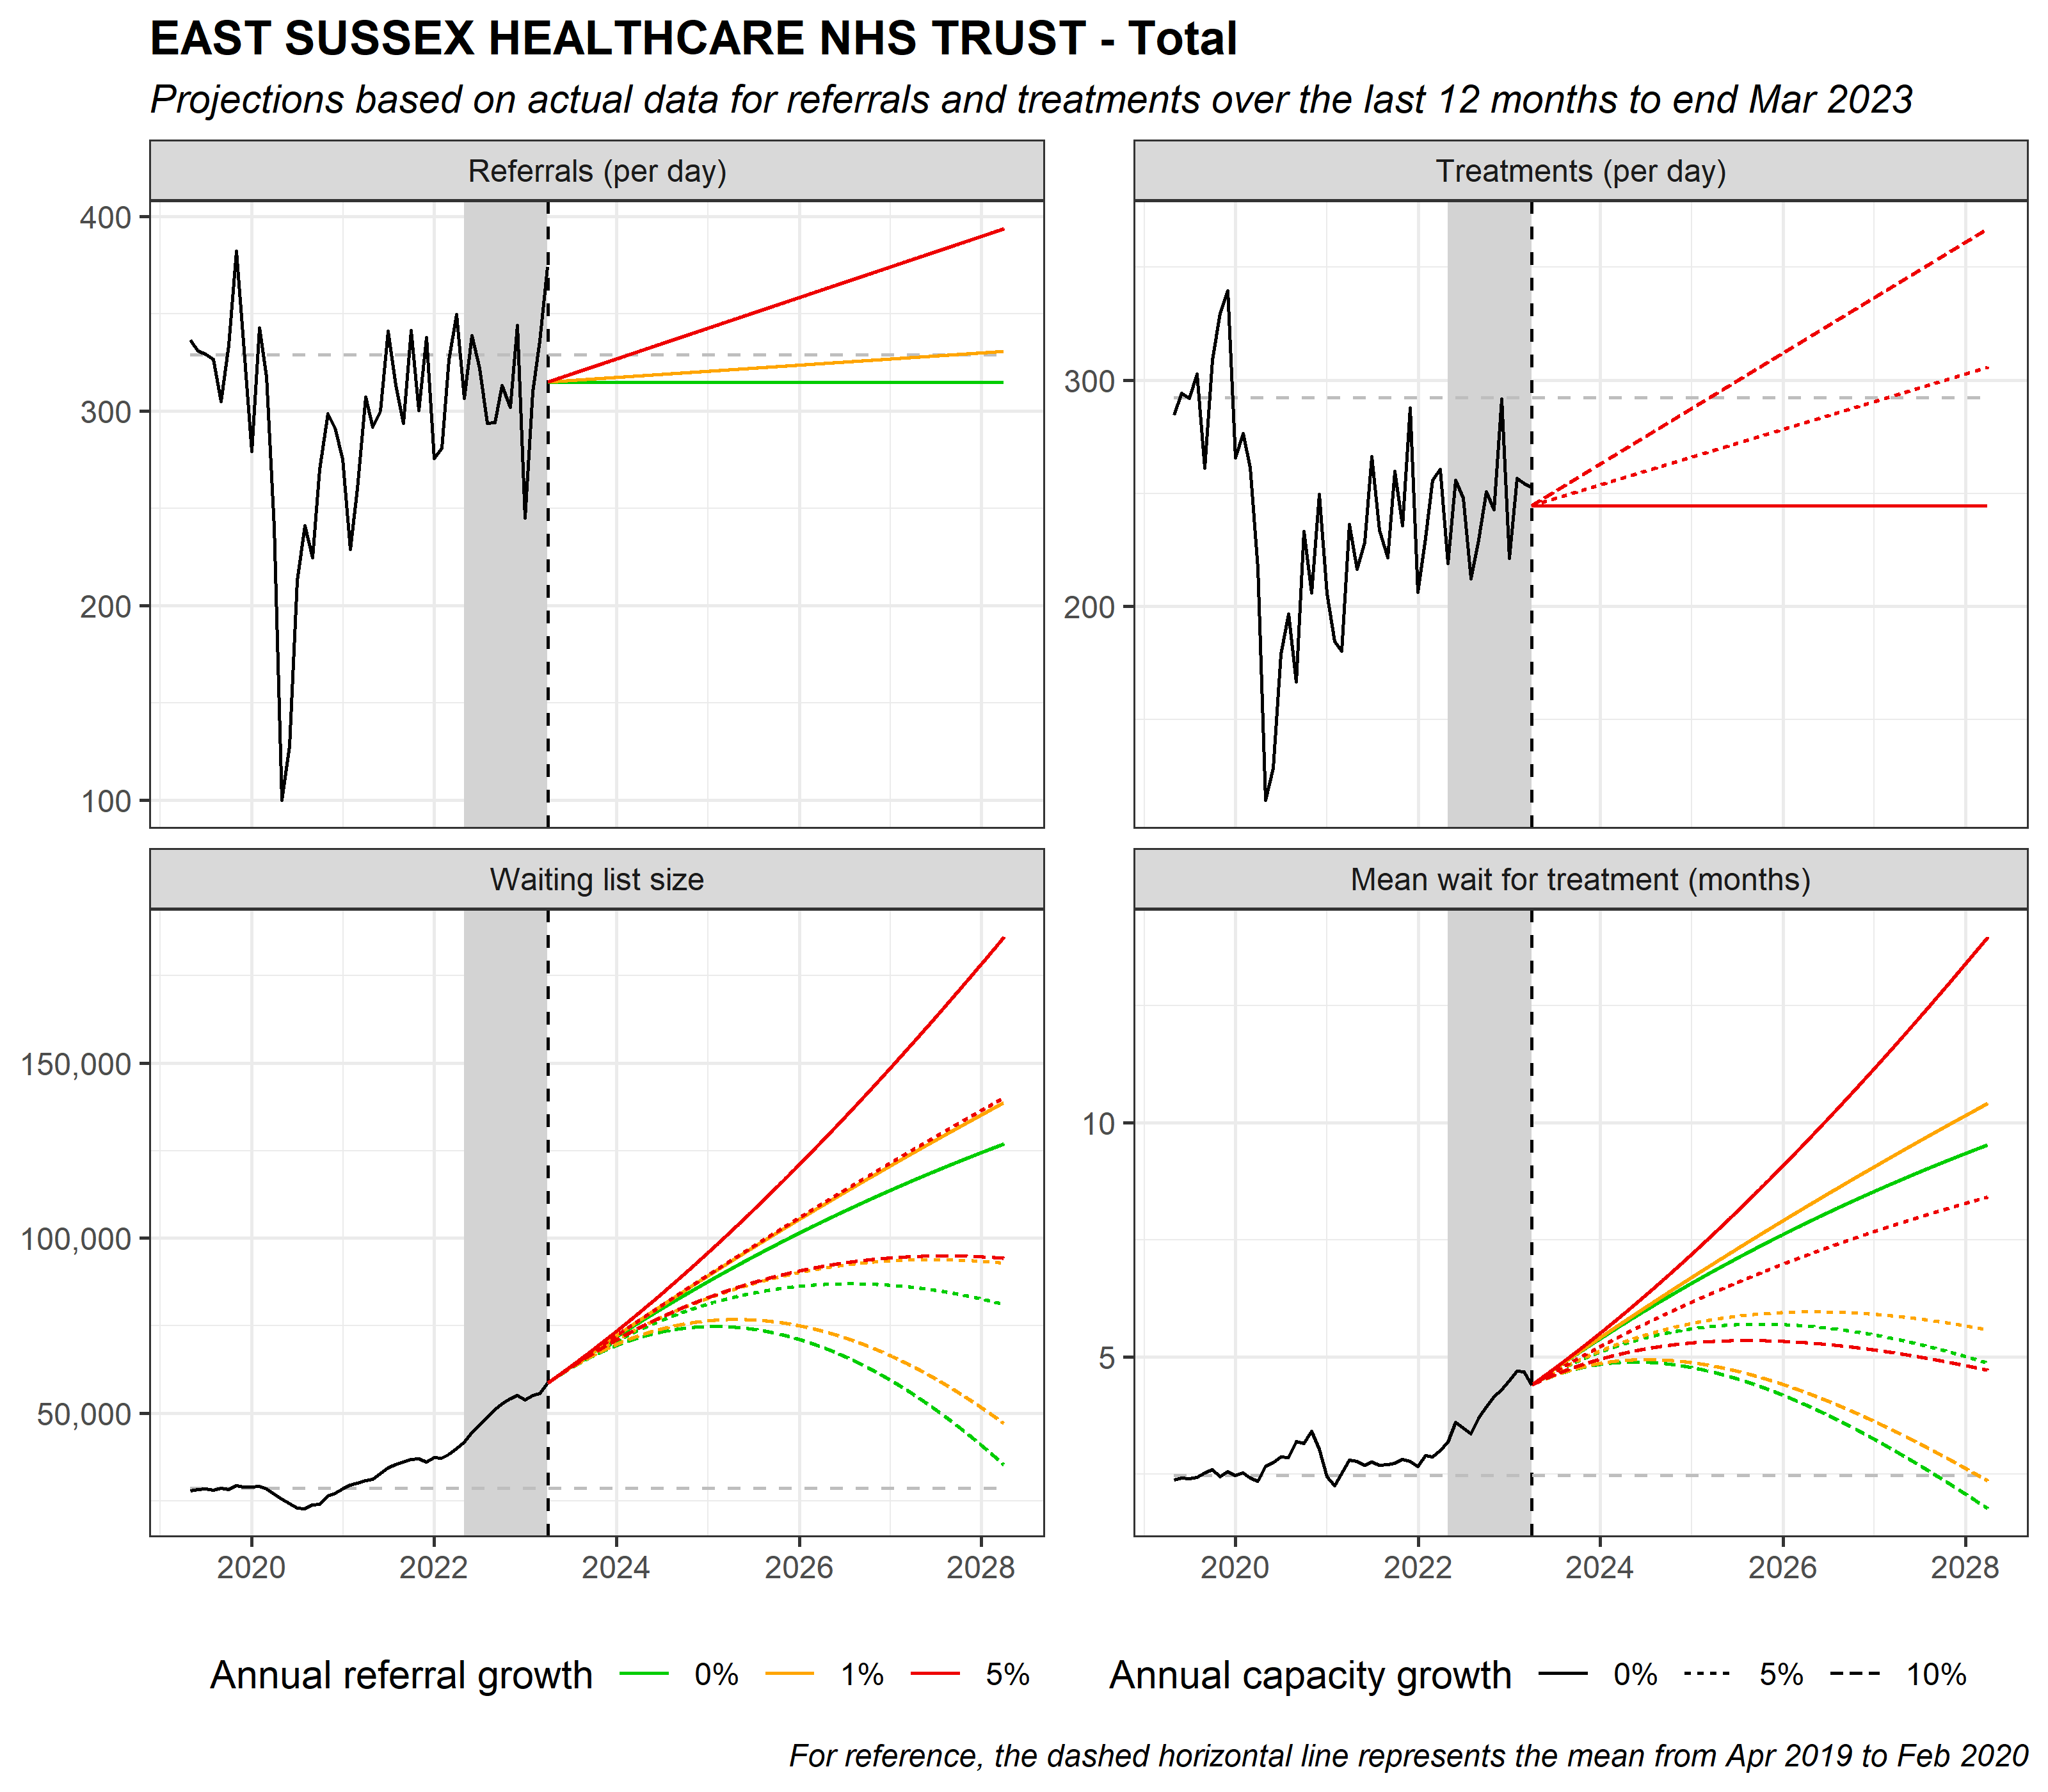 EAST SUSSEX HEALTHCARE NHS TRUST - Total
Projections based on actual data for referrals and treatments over the last 12 months to end Mar 2023
Referrals (per day)
400
300
200
100
Treatments (per day)
300
200
Waiting list size
150,000
100,000
50,000
2020 2022 2024 2026 2028
Mean wait for treatment (months)
10
5
2020 2022 2024 2026 2028
Annual referral growth 0% 1% 5%
Annual capacity growth 0% 5% 10%
For reference, the dashed horizontal line represents the mean from Apr 2019 to Feb 2020